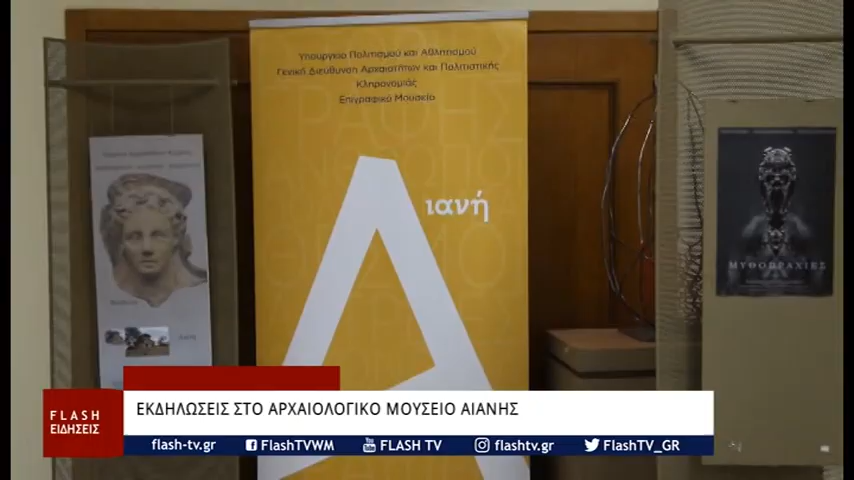 Υπουργείο Πολιτισμού και Αθλητισμού
Γενική Διεύθυνση Αρχαιοτήτων και Πολιτιστικής
Κληρονομιάς
Επιγραφικό Μουσείο
Α
ιανή
ΜΥΘΟΒΡΑΧΙΕΣ
FLASH
ΕΙΔΗΣΕΙΣ
ΕΚΔΗΛΩΣΕΙΣ ΣΤΟ ΑΡΧΑΙΟΛΟΓΙΚΟ ΜΟΥΣΕΙΟ ΑΙΑΝΗΣ
flash-tv.gr FlashTVWM FLASH TV flashtv.gr FlashTV_GR